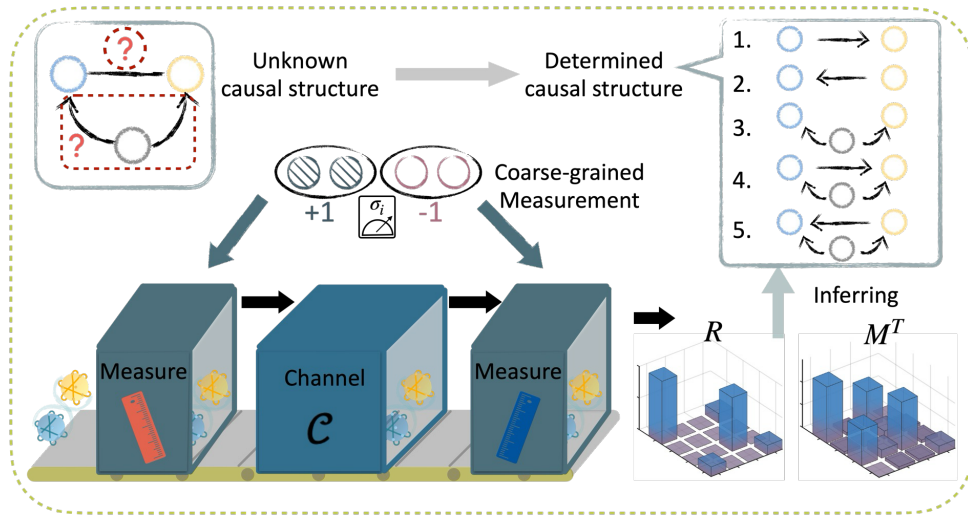 ?
?
Unknown
causal structure
Determined
causal structure
1.
2.
3.
4.
5.
+1
σi
-1
Coarse-grained
Measurement
Measure
Channel
C
Measure
Inferring
R
M^T